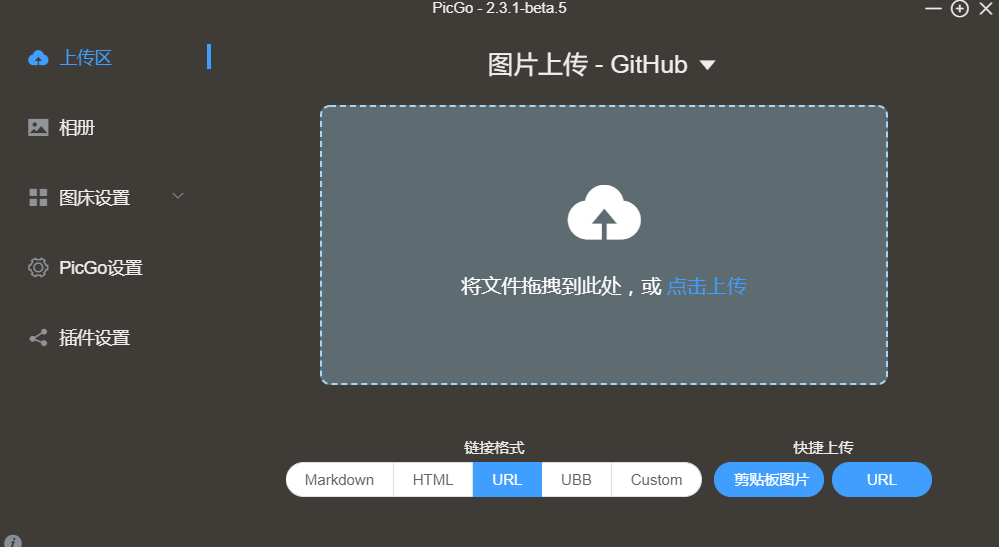 PicGo - 2.3.1-beta.5
上传区
相册
图床设置
PicGo设置
插件设置
图片上传 - GitHub
将文件拖拽到此处，或 点击上传
链接格式
Markdown HTML URL UBB Custom
快捷上传
剪贴板图片 URL